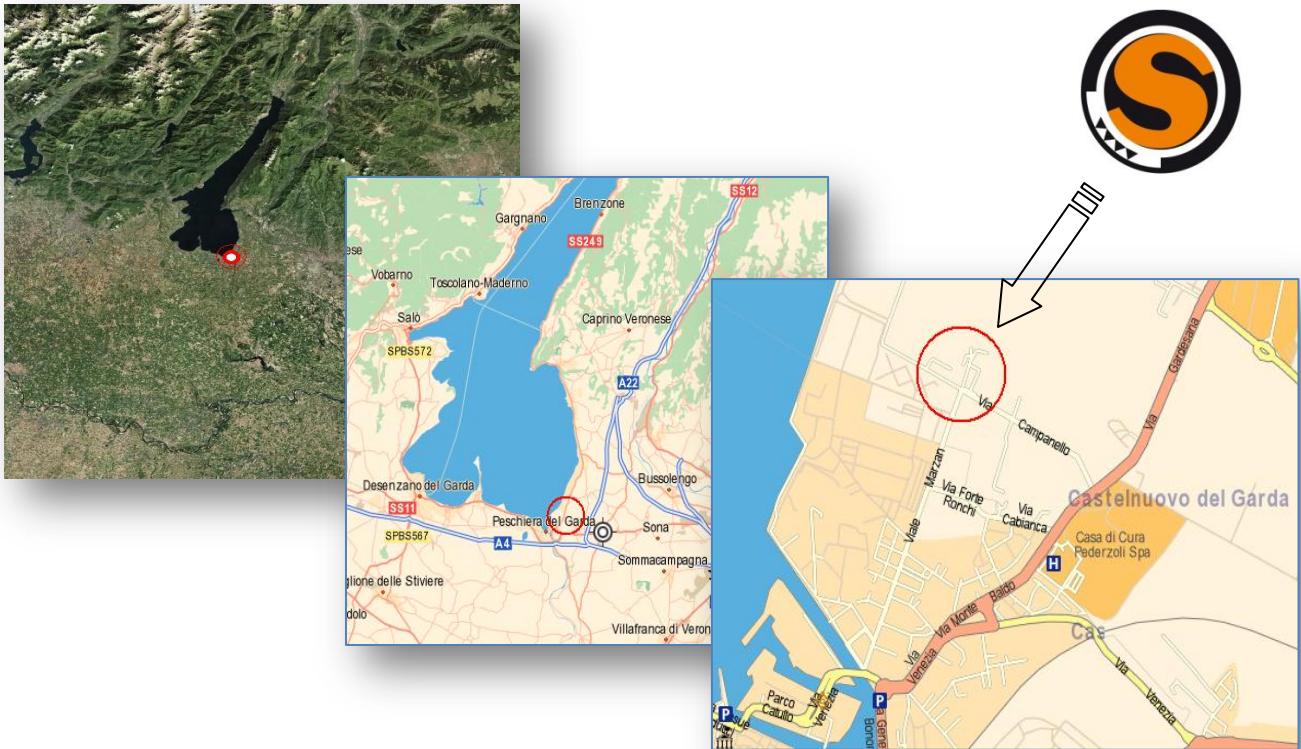 S
SS12
Brenzone
Gargnano
SS249
ese
Vobarno
Toscolano-Maderno
Salò
Caprino Veronese
SPBS572
A22
Desenzano del Garda
Bussolengo
SS11
Peschiera del Garda
Sona
SPBS567
A4
Sommacampagna
glione delle Stiviere
dolo
Villafranca di Veron
Via
Gardesana
Via
Campanello
Viale
Marzan
Via Forte
Ronchi
Via
Cabianca
Castelnuovo del Garda
Casa di Cura
Pederzoli Spa
H
Via Monte
Baldo
Cas
Via
Venezia
Via
Venezia
Parco
Catullo
Via
Venezia
P
P